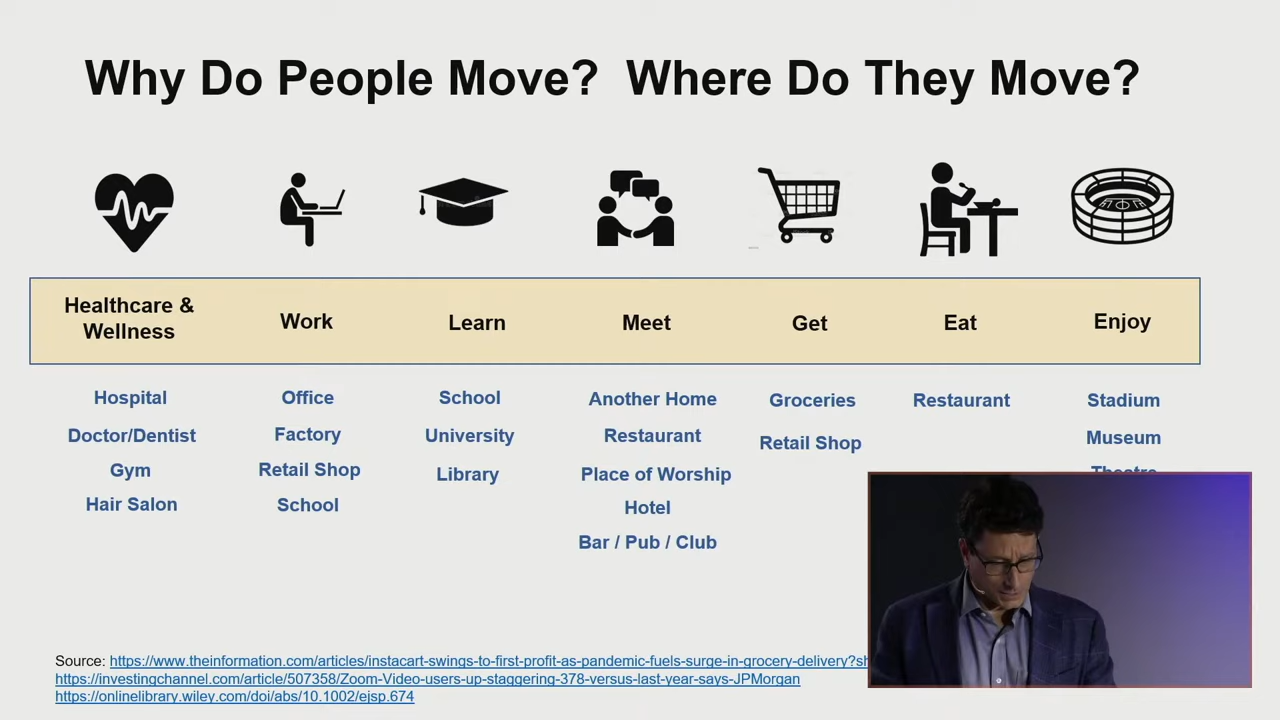 Why Do People Move? Where Do They Move?
Healthcare &
Wellness
Work
Learn
Meet
Get
Eat
Enjoy
Hospital
Doctor/Dentist
Gym
Hair Salon
Office
Factory
Retail Shop
School
School
University
Library
Another Home
Restaurant
Place of Worship
Hotel
Bar / Pub / Club
Groceries
Retail Shop
Restaurant
Stadium
Museum
Theatre
Source: https://www.theinformation.com/articles/instacart-swings-to-first-profit-as-pandemic-fuels-surge-in-grocery-delivery?sh
https://investingchannel.com/article/507358/Zoom-Video-users-up-staggering-378-versus-last-year-says-JPMorgan
https://onlinelibrary.wiley.com/doi/abs/10.1002/ejsp.674